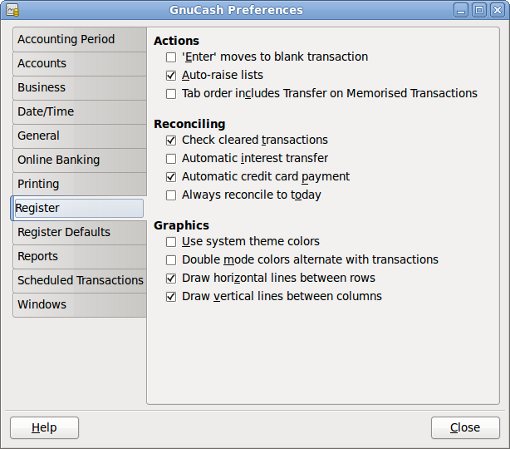 GnuCash Preferences
Accounting Period
Accounts
Business
Date/Time
General
Online Banking
Printing
Register
Register Defaults
Reports
Scheduled Transactions
Windows
Actions
'Enter' moves to blank transaction
Auto-raise lists
Tab order includes Transfer on Memorised Transactions
Reconciling
Check cleared transactions
Automatic interest transfer
Automatic credit card payment
Always reconcile to today
Graphics
Use system theme colors
Double mode colors alternate with transactions
Draw horizontal lines between rows
Draw vertical lines between columns
Help
Close